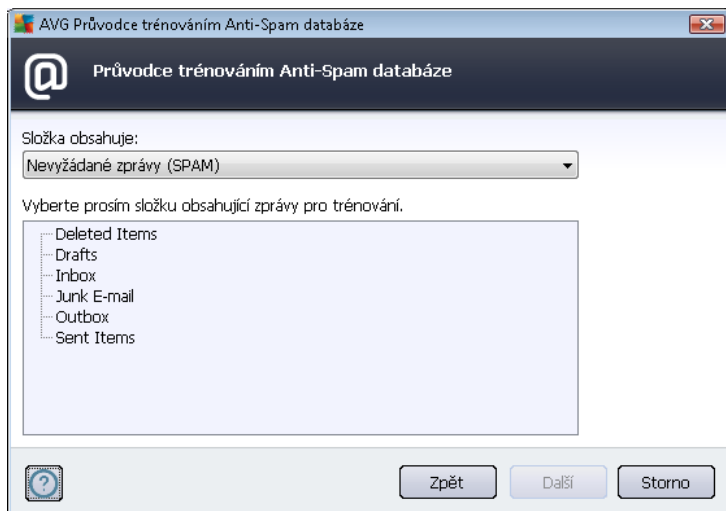 AVG Průvodce trénováním Anti-Spam databáze
@ Průvodce trénováním Anti-Spam databáze
Složka obsahuje:
Nevyžádané zprávy (SPAM)
Vyberte prosím složku obsahující zprávy pro trénování.
Deleted Items
Drafts
Inbox
Junk E-mail
Outbox
Sent Items
? Zpět Další Storno